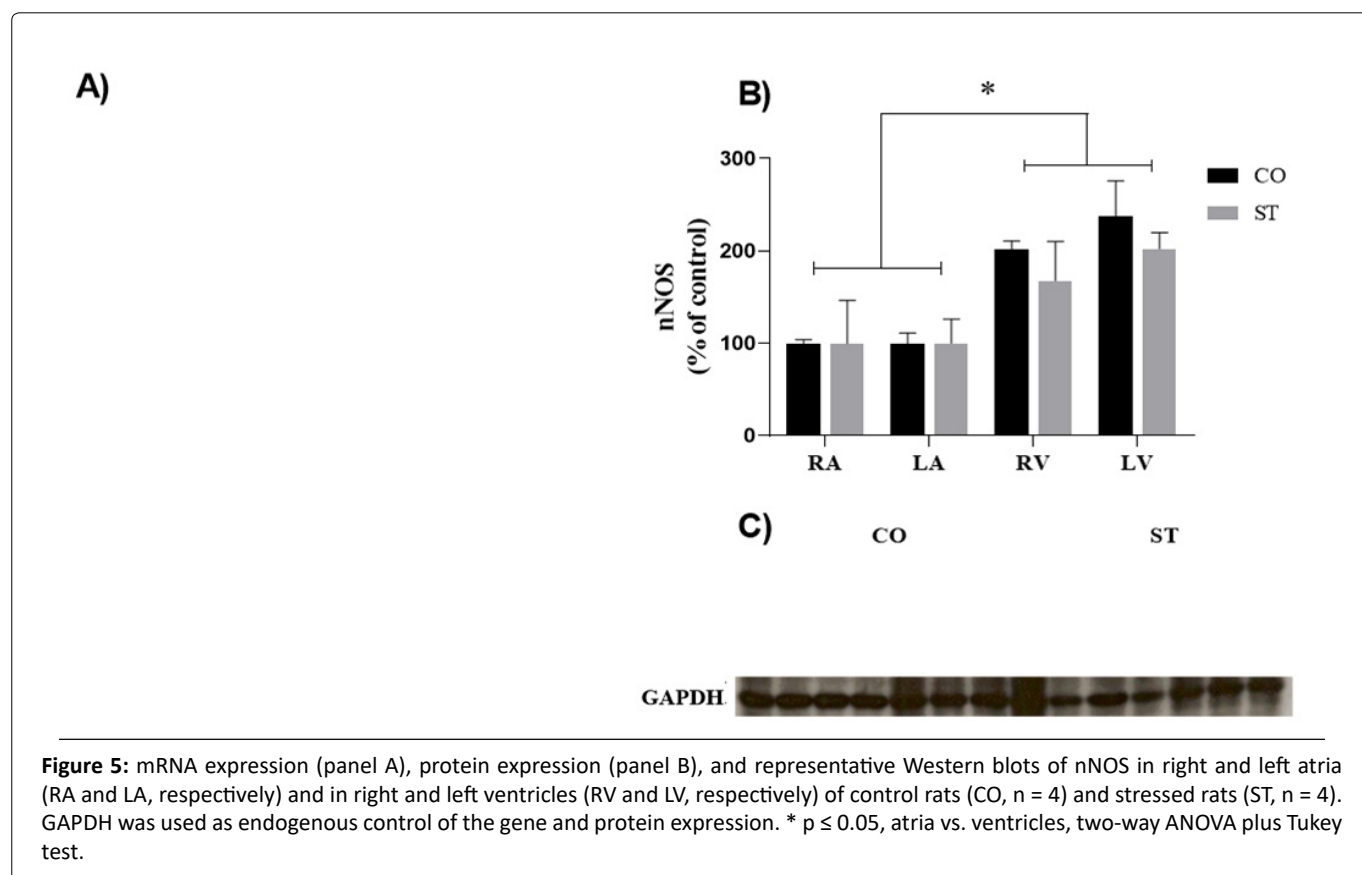 A)
B)
*
300
200
100
0
nNOS
(% of control)
CO
ST
RA LA RV LV
C)
CO ST
GAPDH
Figure 5: mRNA expression (panel A), protein expression (panel B), and representative Western blots of nNOS in right and left atria
(RA and LA, respectively) and in right and left ventricles (RV and LV, respectively) of control rats (CO, n = 4) and stressed rats (ST, n = 4).
GAPDH was used as endogenous control of the gene and protein expression. * p ≤ 0.05, atria vs. ventricles, two-way ANOVA plus Tukey
test.